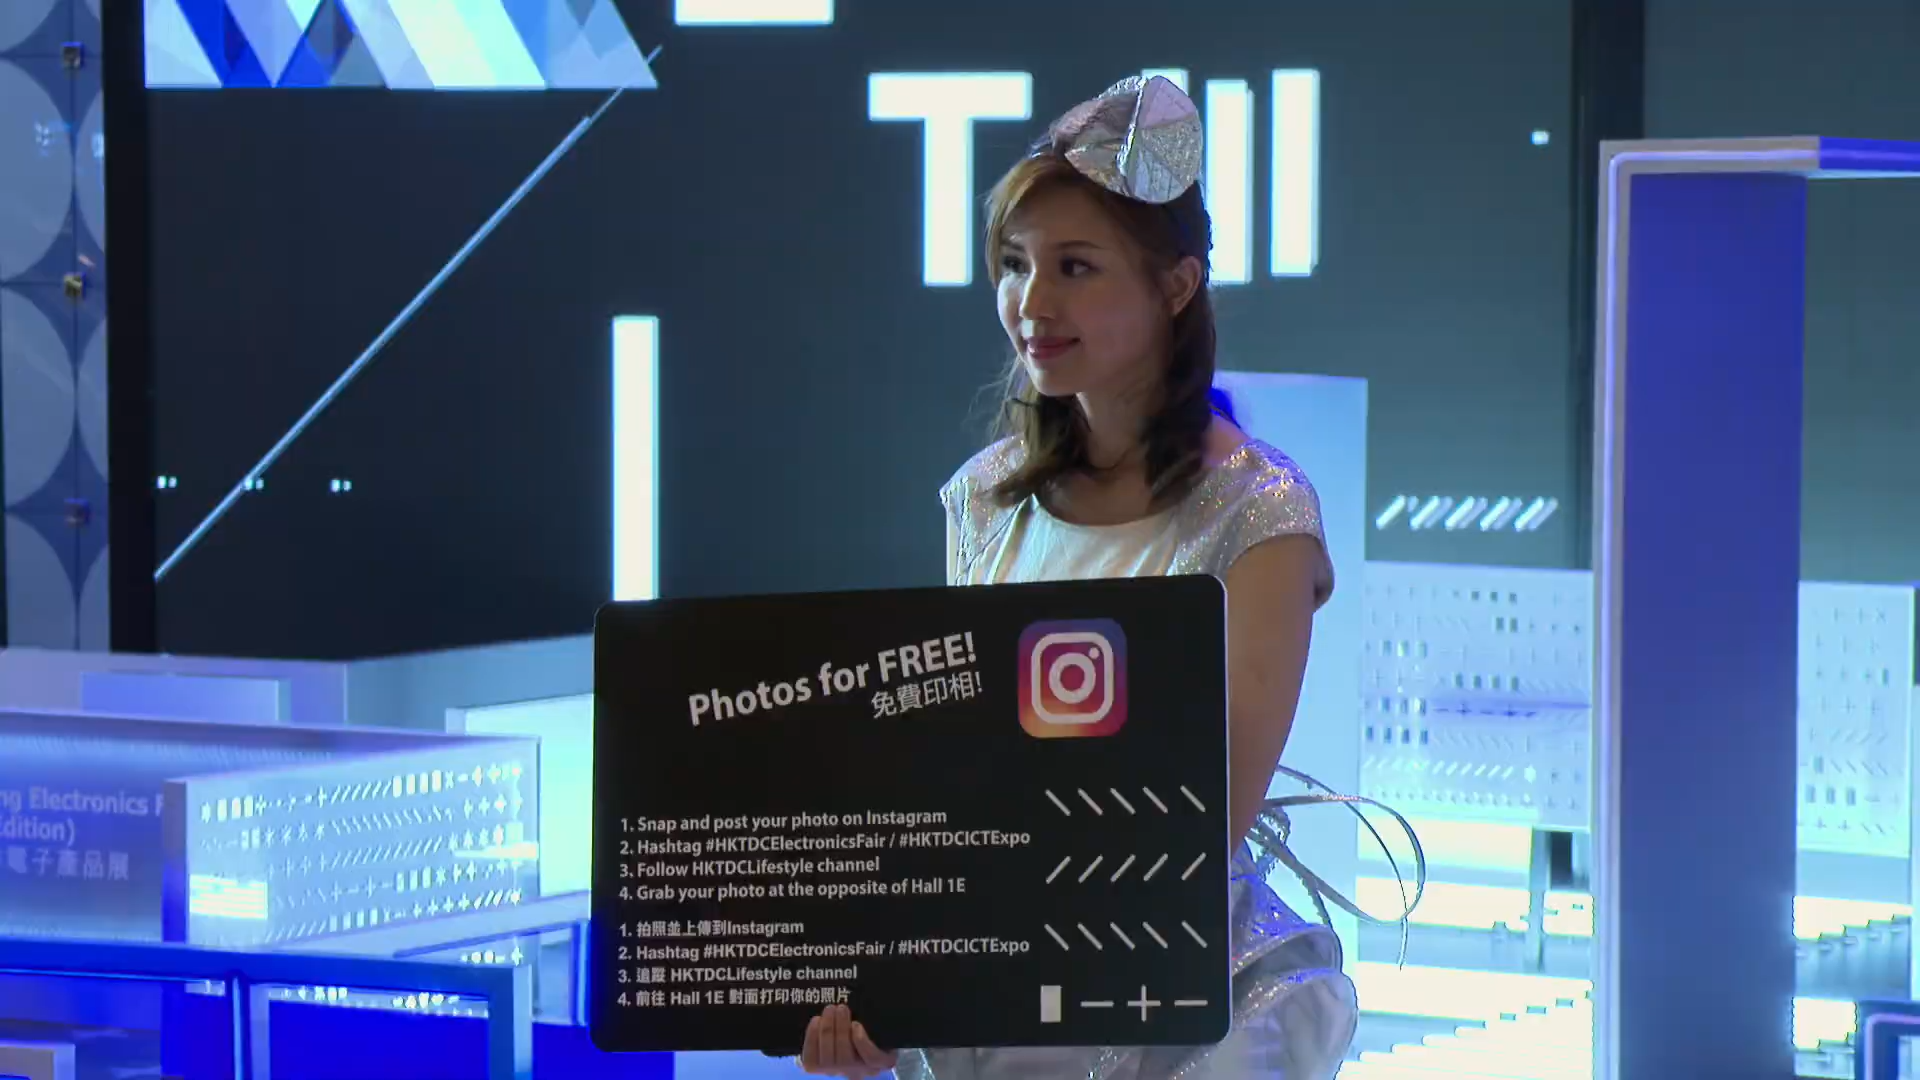 Photos for FREE!
免費印相!
1. Snap and post your photo on Instagram
2. Hashtag #HKTDCElectronicsFair / #HKTDCICTExpo
3. Follow HKTDCLifestyle channel
4. Grab your photo at the opposite of Hall 1E
1. 拍照並上傳到Instagram
2. Hashtag #HKTDCElectronicsFair / #HKTDCICTExpo
3. 追蹤 HKTDCLifestyle channel
4. 前往 Hall 1E 對面打印你的照片
Electronics
Edition)
電子產品展